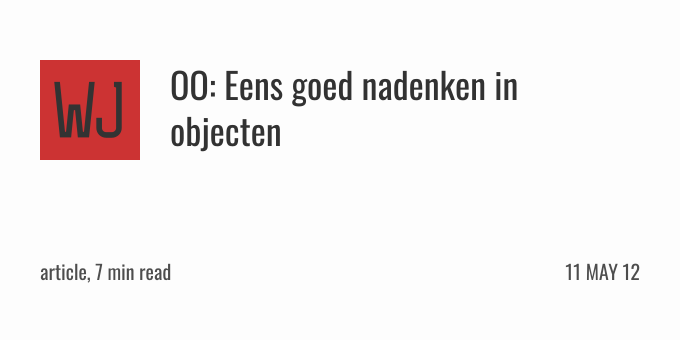 WJ
OO: Eens goed nadenken in
objecten
article, 7 min read
11 MAY 12